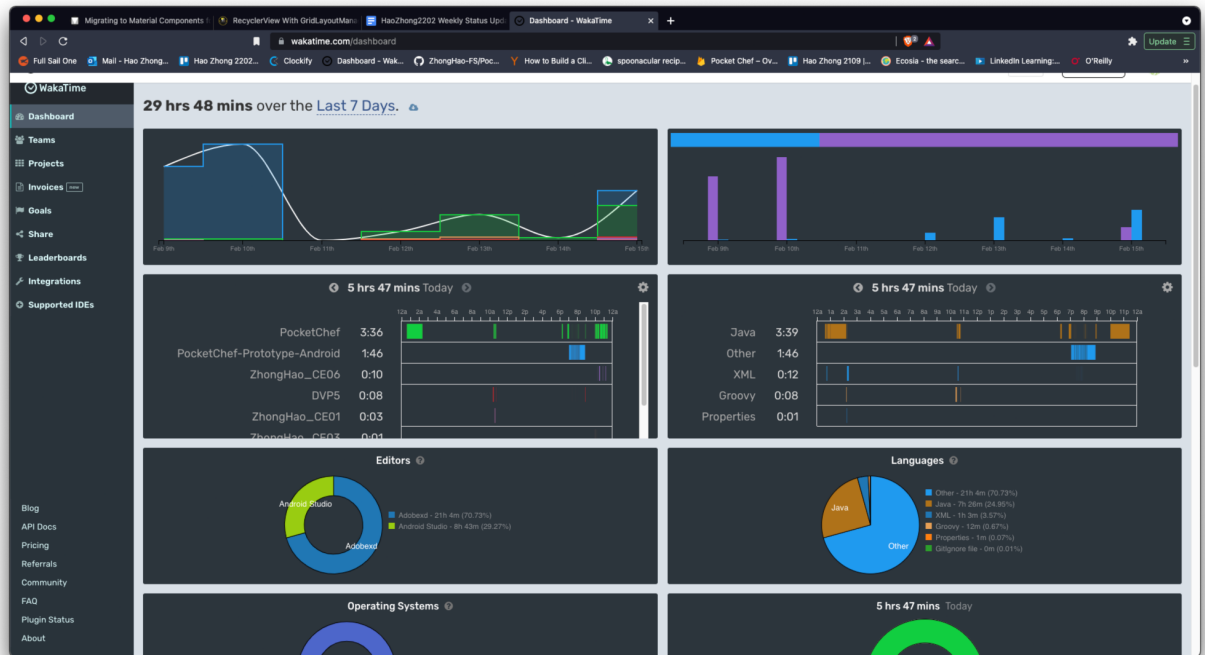 Migrating to Material Components
RecyclerView With GridLayoutMana
HaoZhong2202 Weekly Status Upd
Dashboard - WakaTime
wakatime.com/dashboard
Update
Full Sail One
Mail - Hao Zhong...
Hao Zhong 2202...
Clockify
Dashboard - Wak...
ZhongHao-FS/Poc...
How to Build a Cli...
spoonacular recip...
Pocket Chef – Ov...
Hao Zhong 2109 |...
Ecosia - the searc...
LinkedIn Learning:...
O'Reilly
WakaTime
Dashboard
Teams
Projects
Invoices new
Goals
Share
Leaderboards
Integrations
Supported IDEs
Blog
API Docs
Pricing
Referrals
Community
FAQ
Plugin Status
About
29 hrs 48 mins over the Last 7 Days.
Feb 9th Feb 10th Feb 11th Feb 12th Feb 13th Feb 14th Feb 15th
Feb 9th Feb 10th Feb 11th Feb 12th Feb 13th Feb 14th Feb 15th
5 hrs 47 mins Today
12a 2a 4a 6a 8a 10a 12p 2p 4p 6p 8p 10p 12a
PocketChef 3:36
PocketChef-Prototype-Android 1:46
ZhongHao_CE06 0:10
DVP5 0:08
ZhongHao_CE01 0:03
ZhongHao_CE03 0:01
5 hrs 47 mins Today
12a 1a 2a 3a 4a 5a 6a 7a 8a 9a 10a 11a 12p 1p 2p 3p 4p 5p 6p 7p 8p 9p 10p 11p 12a
Java 3:39
Other 1:46
XML 0:12
Groovy 0:08
Properties 0:01
Editors
Android Studio
Adobexd
Adobexd - 21h 4m (70.73%)
Android Studio - 8h 43m (29.27%)
Languages
Java
Other
Other - 21h 4m (70.73%)
Java - 7h 26m (24.95%)
XML - 1h 3m (3.57%)
Groovy - 12m (0.67%)
Properties - 1m (0.07%)
Gitignore file - 0m (0.01%)
Operating Systems
5 hrs 47 mins Today